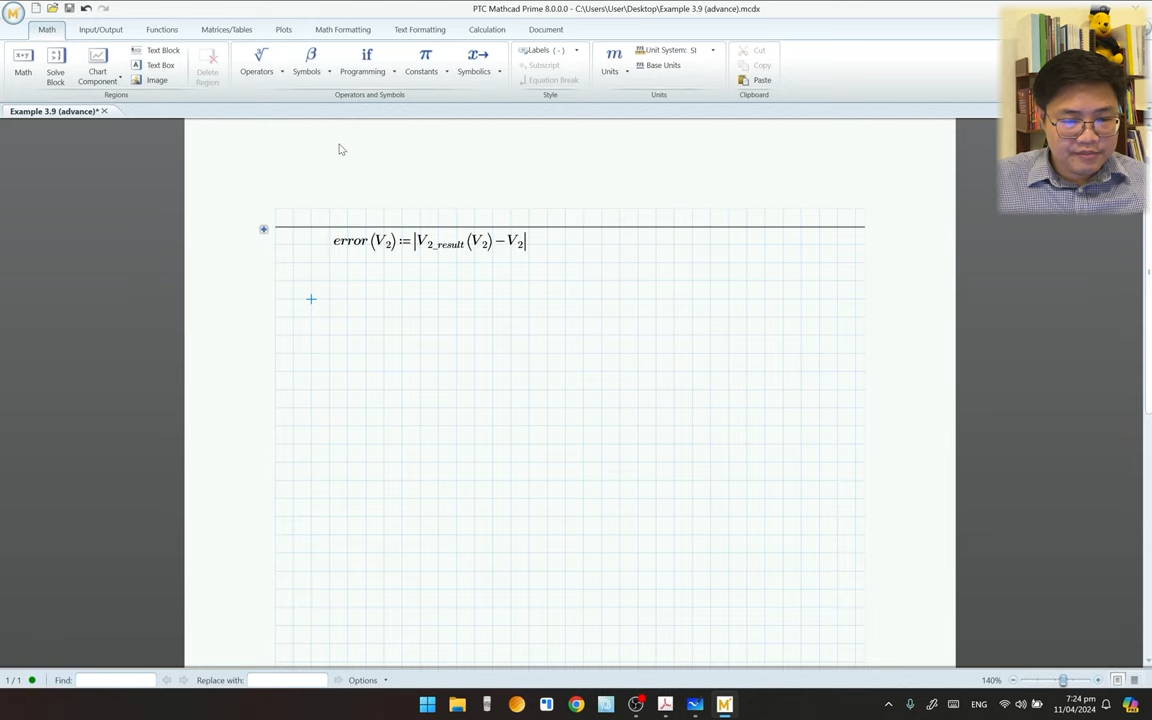 PTC Mathcad Prime 8.0.0.0 - C:\Users\User\Desktop\Example 3.9 (advance).mcdx
Math Input/Output Functions Matrices/Tables Plots Math Formatting Text Formatting Calculation Document
Math
Solve Block
Chart Component
Text Block
Text Box
Image
Regions
Delete Region
Operators
Symbols
Programming
Constants
Symbolics
Operators and Symbols
Labels ( - )
Subscript
Equation Break
Style
Units
Unit System: SI
Base Units
Units
Cut
Copy
Paste
Clipboard
Example 3.9 (advance)*
error(V₂):=|V₂_result(V₂)−V₂|
1 / 1 Find: Replace with: Options 140%
ENG 7:24 pm
11/04/2024